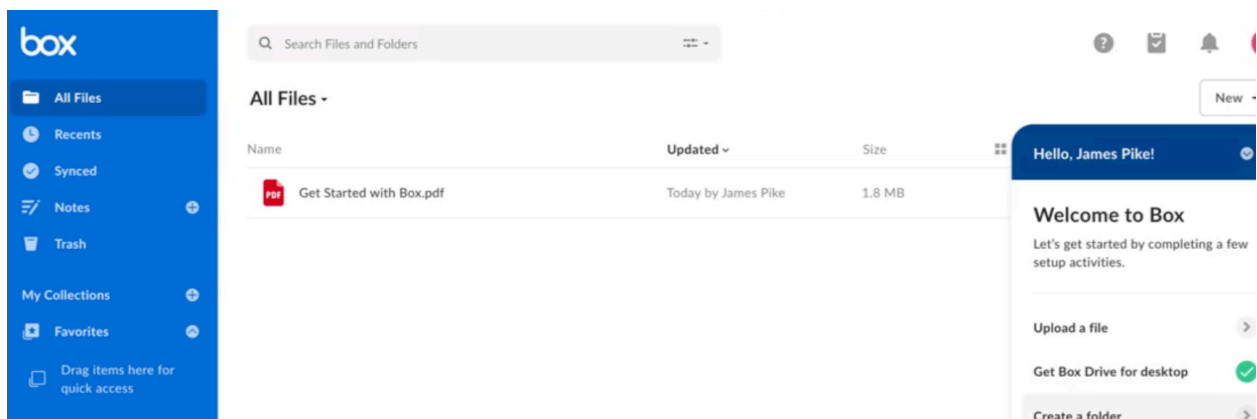 box
All Files
Recents
Synced
Notes
Trash
My Collections
Favorites
Drag items here for
quick access
Search Files and Folders
All Files
New
Name
Updated
Size
PDF
Get Started with Box.pdf
Today by James Pike
1.8 MB
Hello, James Pike!
Welcome to Box
Let's get started by completing a few
setup activities.
Upload a file
Get Box Drive for desktop
Create a folder